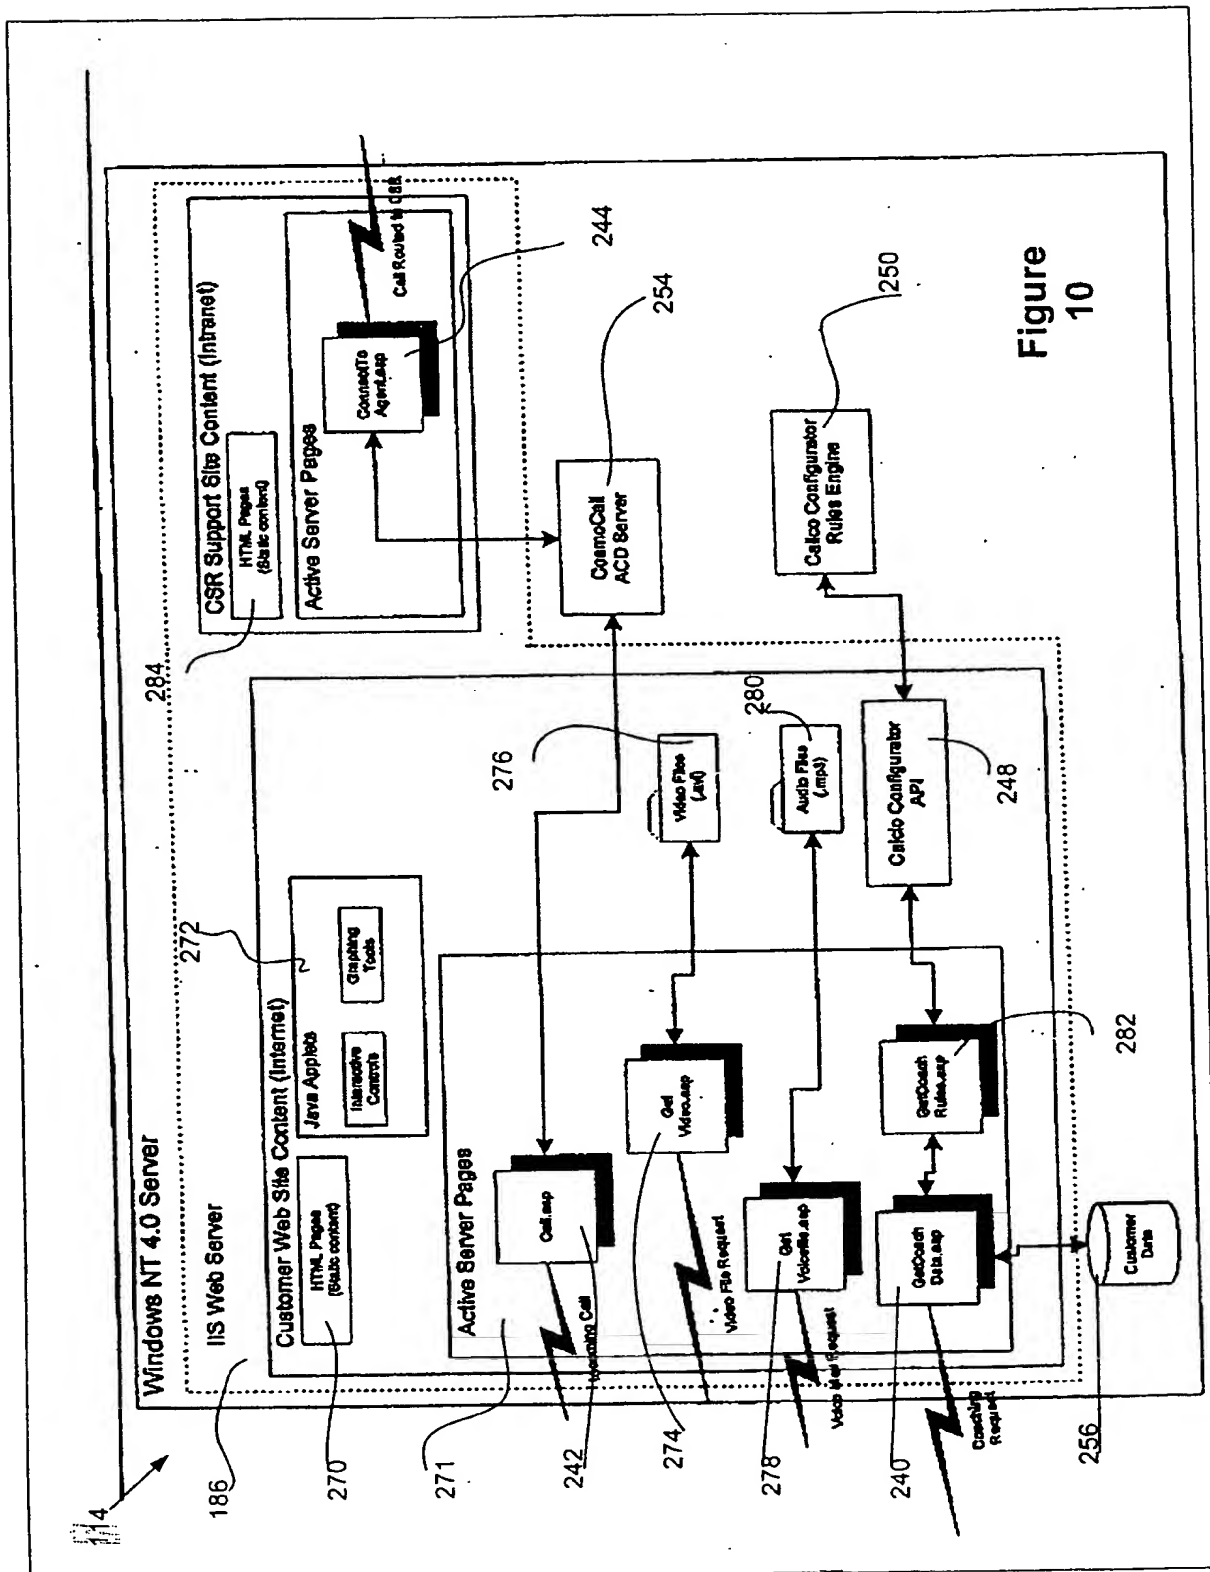 114
Windows NT 4.0 Server
186
IIS Web Server
Customer Web Site Content (Internet)
270
HTML Pages
(Static content)
272
Java Applets
Interactive
Controls
Graphing
Tools
284
CSR Support Site Content (Intranet)
HTML Pages
(Static content)
Active Server Pages
ConnectTo
Agent.asp
Call Routed to CSR
244
271
Active Server Pages
242
Call.asp
Incoming Call
CosmoCall
ACD Server
254
274
Get
Video.asp
Video File Request
276
Video Files
(.avi)
278
Get
Voicefile.asp
Voice Mail Request
280
Audio Files
(.mp3)
240
GetCoach
Data.asp
Coaching
Request
GetCoach
Rules.asp
282
Calcio Configurator
API
248
Calico Configurator
Rules Engine
250
256
Customer
Data
Figure
10